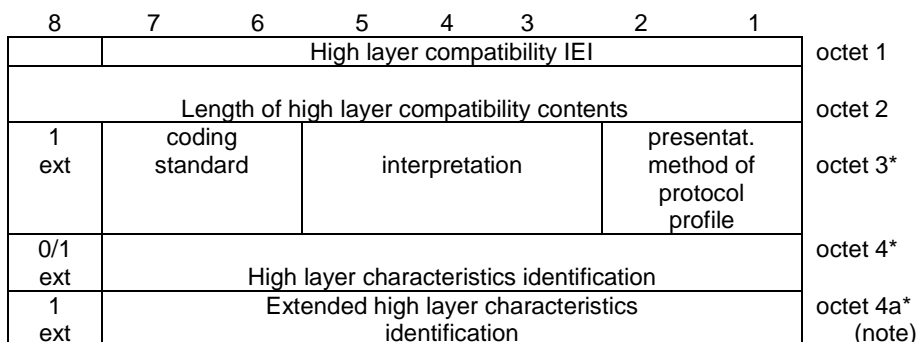 8 7 6 5 4 3 2 1
High layer compatibility IEI octet 1
Length of high layer compatibility contents octet 2
1 coding presentat.
ext standard interpretation method of octet 3*
protocol
profile
0/1 octet 4*
ext High layer characteristics identification
1 Extended high layer characteristics octet 4a*
ext identification (note)